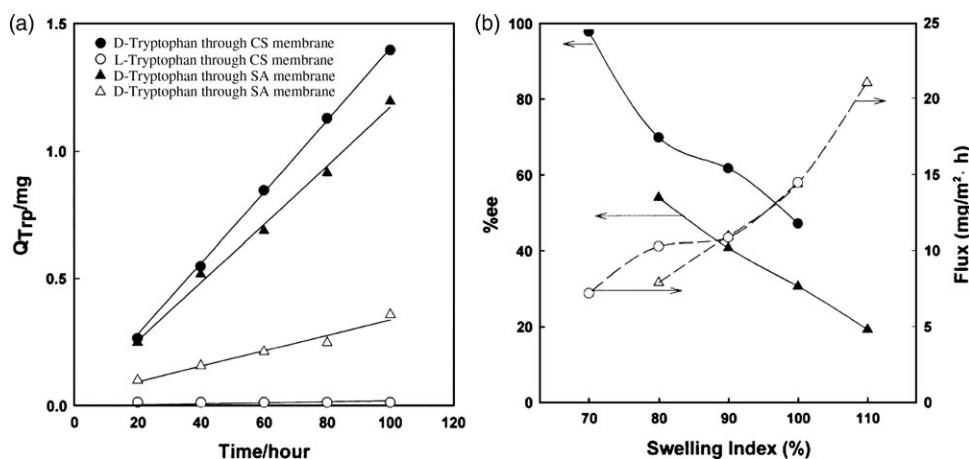 (a)
1.5
1.0
0.5
0.0
QTrp/mg
D-Tryptophan through CS membrane
L-Tryptophan through CS membrane
D-Tryptophan through SA membrane
D-Tryptophan through SA membrane
0 20 40 60 80 100 120
Time/hour
(b)
100
80
60
40
20
0
%ee
25
20
15
10
5
0
Flux (mg/m²· h)
70 80 90 100 110
Swelling Index (%)